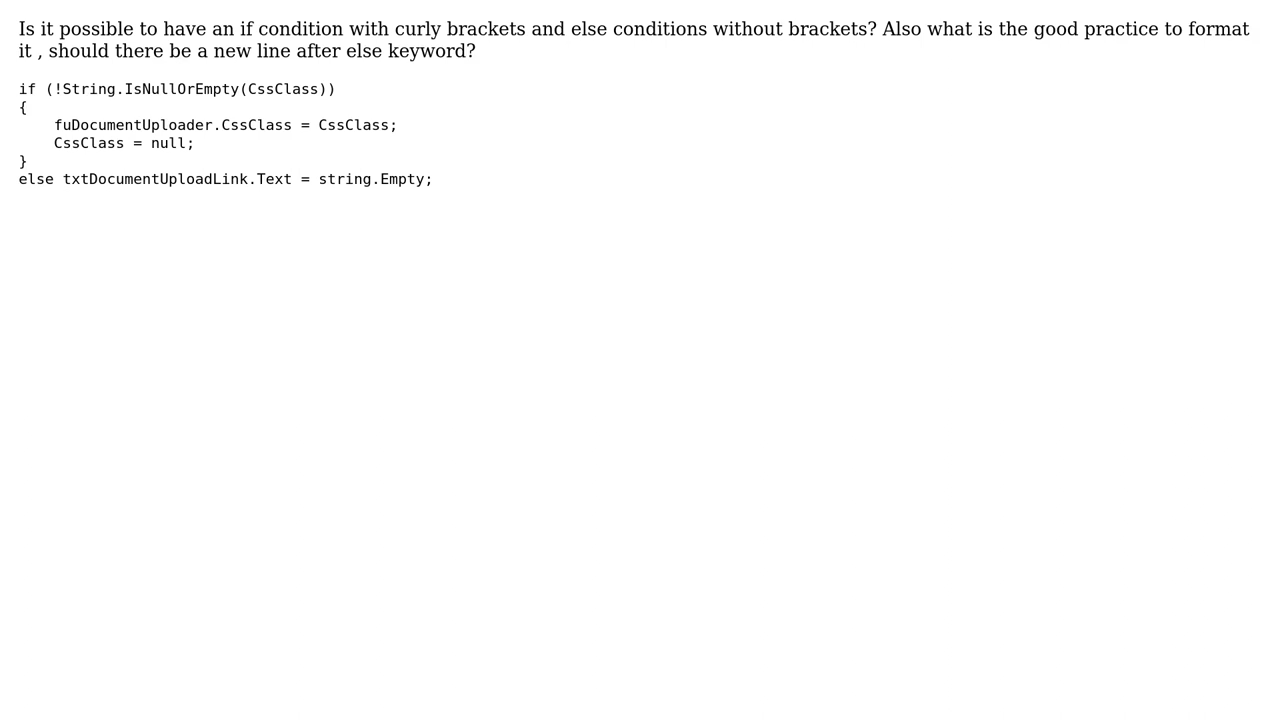 Is it possible to have an if condition with curly brackets and else conditions without brackets? Also what is the good practice to format
it , should there be a new line after else keyword?
if (!String.IsNullOrEmpty(CssClass))
{
    fuDocumentUploader.CssClass = CssClass;
    CssClass = null;
}
else txtDocumentUploadLink.Text = string.Empty;